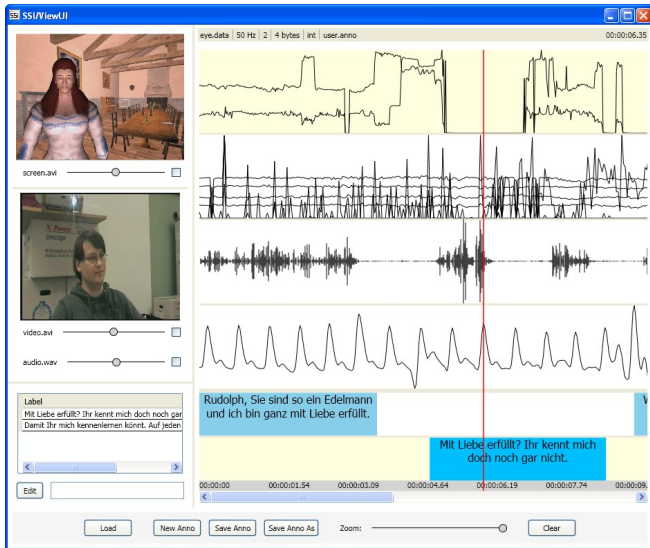 SSI/ViewUI
eye.data 50 Hz 2 4 bytes int user.anno 00:00:06.35
screen.avi
video.avi
audio.wav
Label
Mit Liebe erfüllt? Ihr kennt mich doch noch gar
Damit Ihr mich kennenlernen könnt. Auf jeden
Edit
Rudolph, Sie sind so ein Edelmann
und ich bin ganz mit Liebe erfüllt.
Mit Liebe erfüllt? Ihr kennt mich
doch noch gar nicht.
00:00:00 00:00:01.54 00:00:03.09 00:00:04.64 00:00:06.19 00:00:07.74 00:00:09.
Load New Anno Save Anno Save Anno As Zoom: Clear